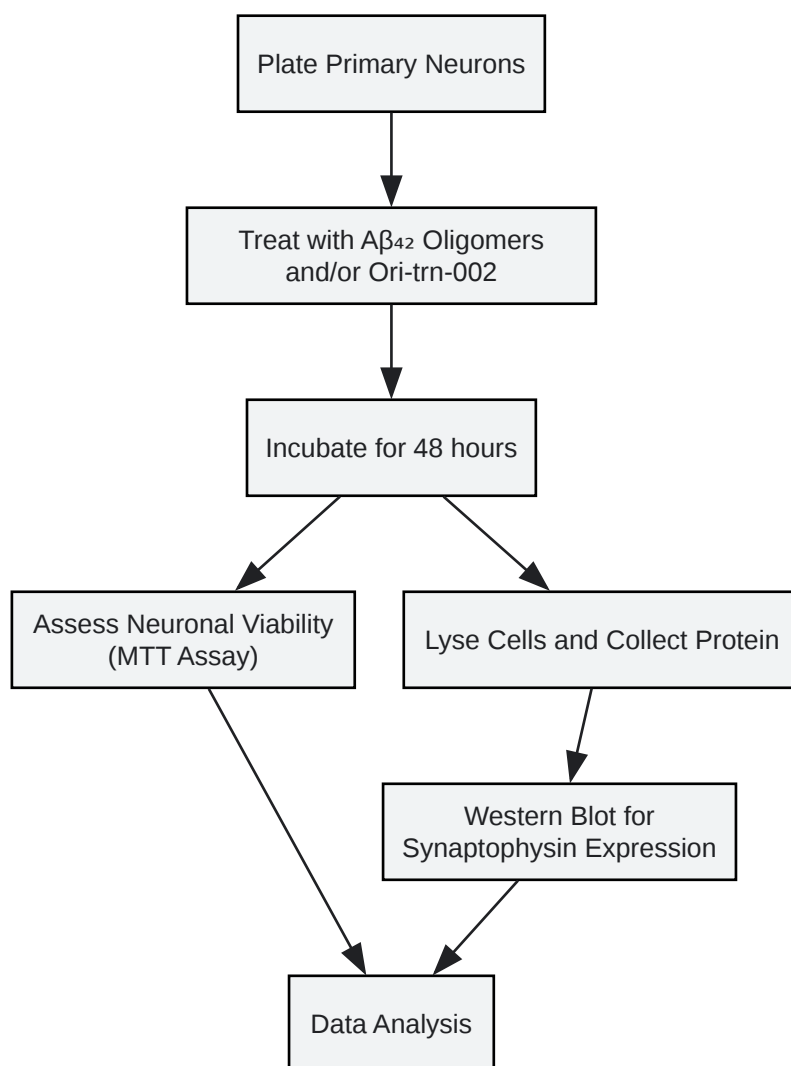 Plate Primary Neurons
Treat with Aβ₄₂ Oligomers
and/or Ori-trn-002
Incubate for 48 hours
Assess Neuronal Viability
(MTT Assay)
Lyse Cells and Collect Protein
Western Blot for
Synaptophysin Expression
Data Analysis